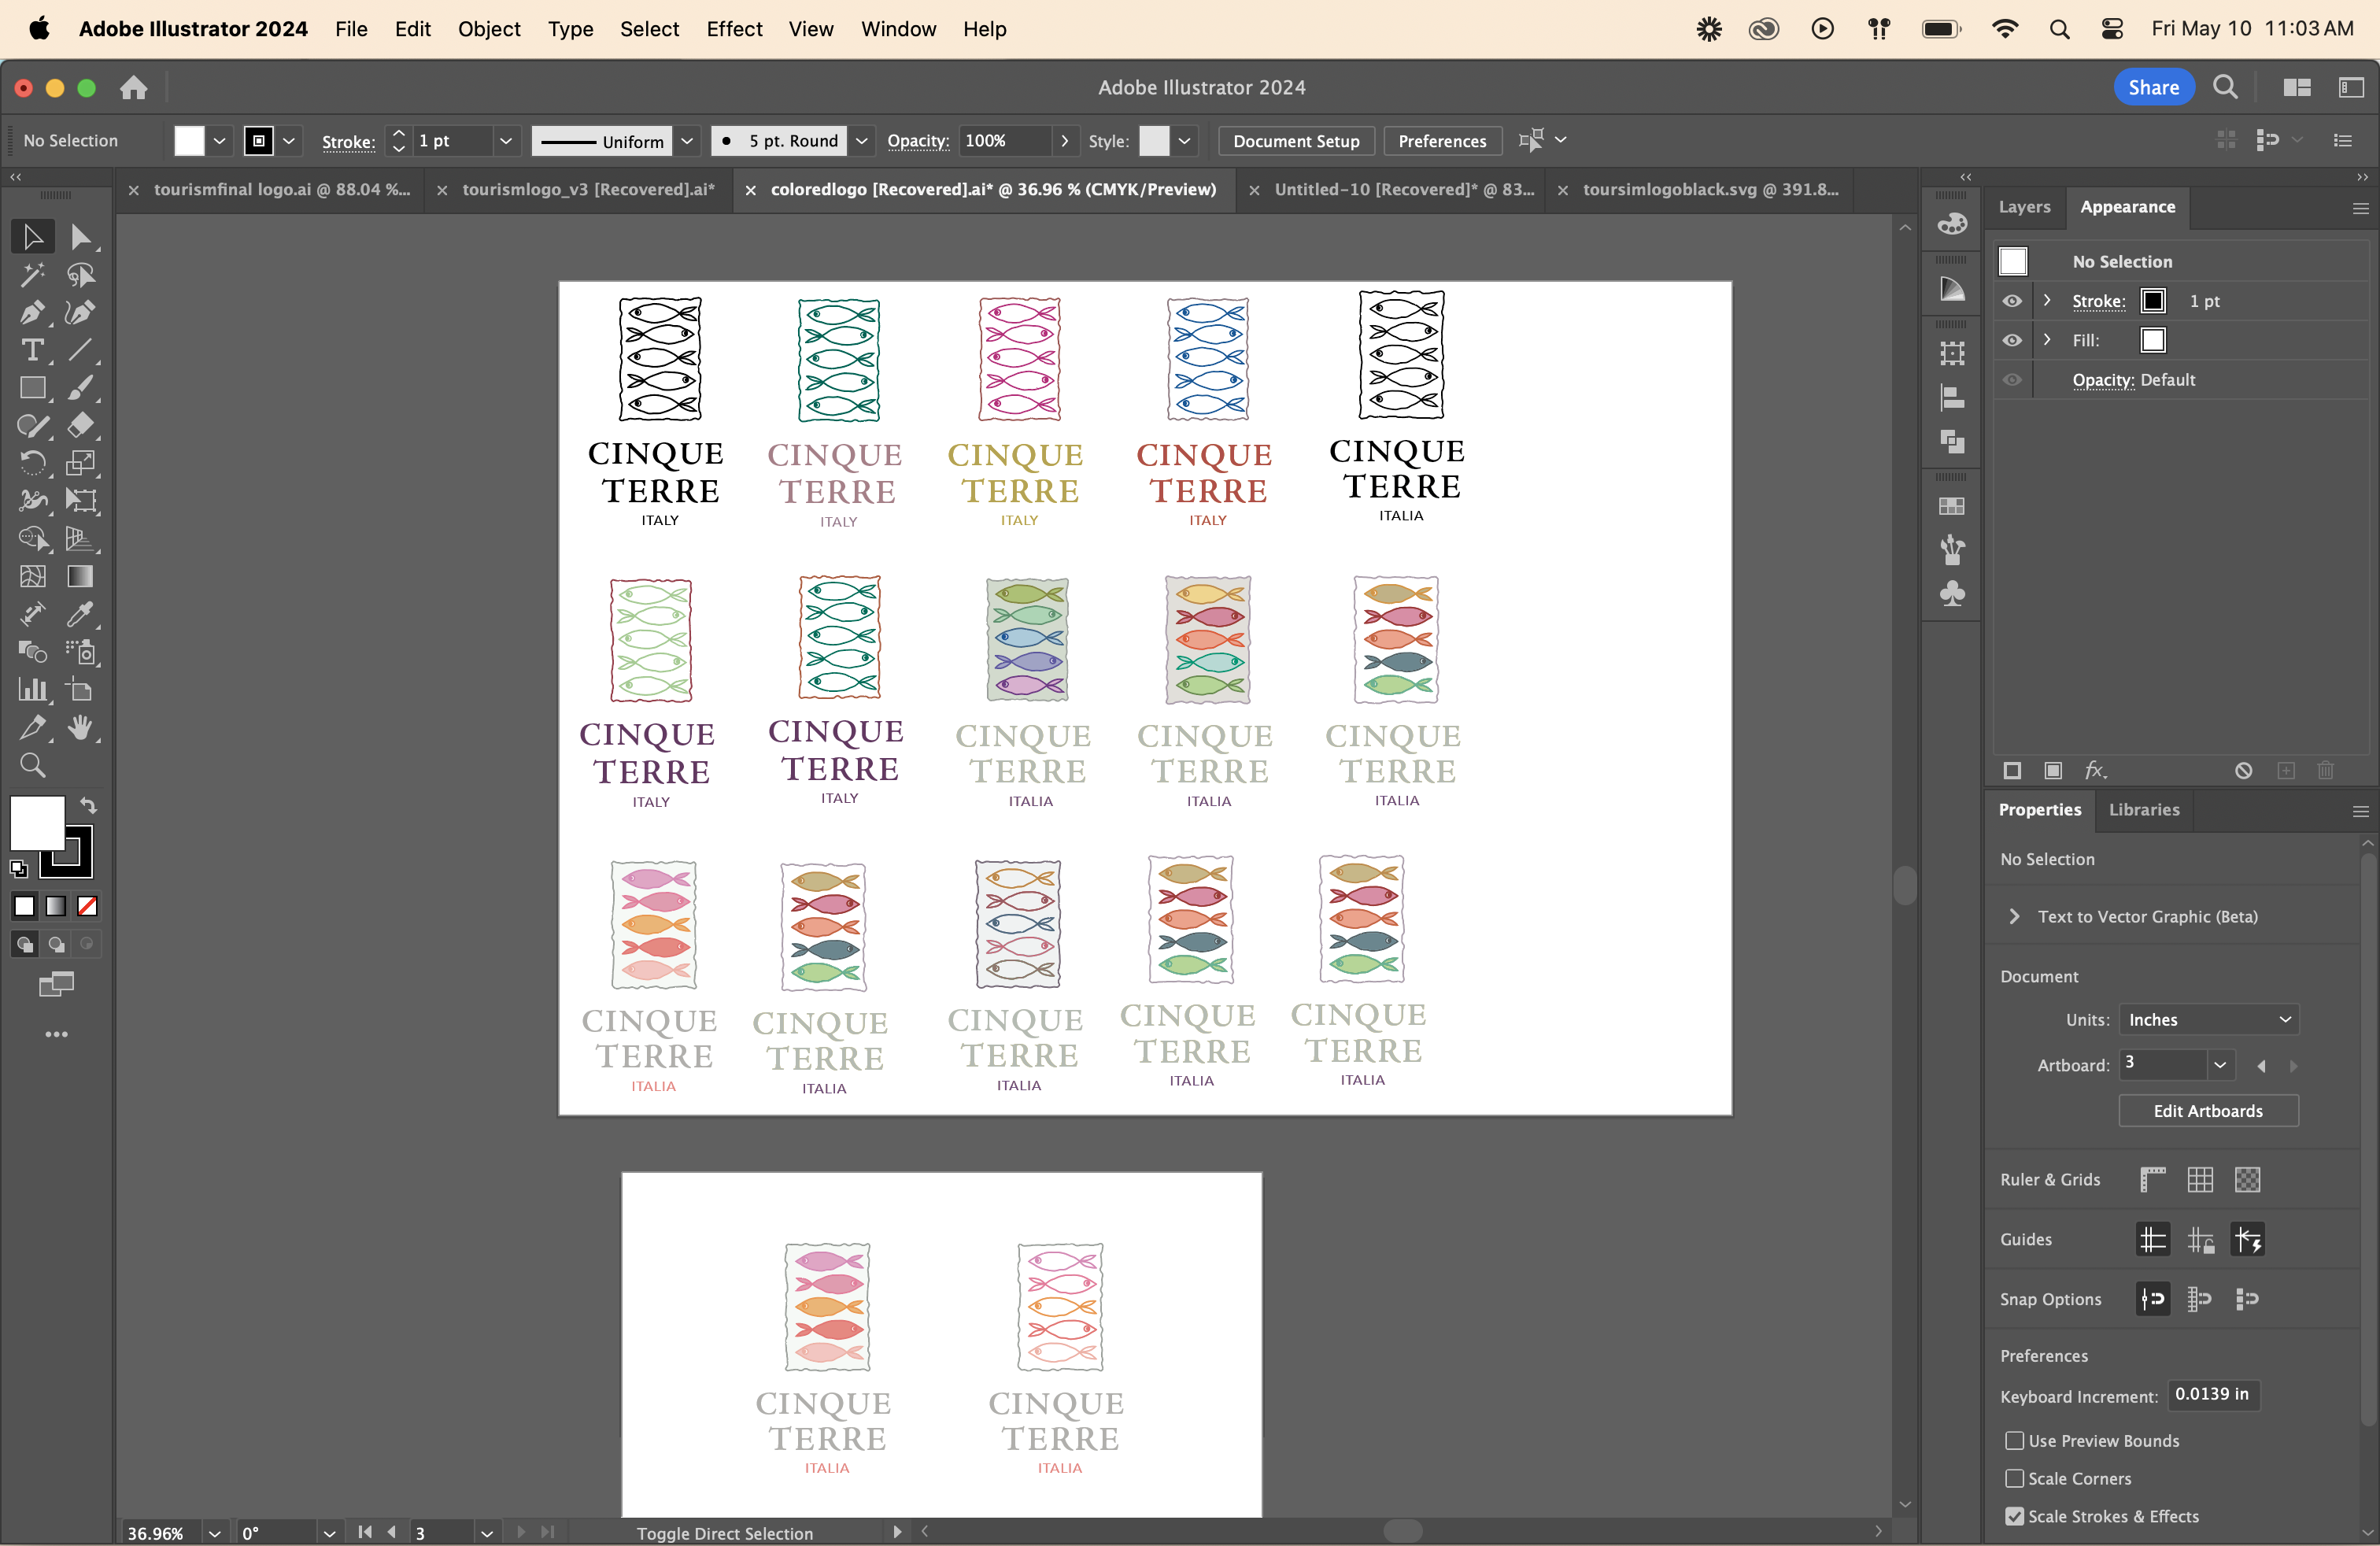 Adobe Illustrator 2024 File Edit Object Type Select Effect View Window Help Fri May 10 11:03 AM
Adobe Illustrator 2024 Share
No Selection Stroke: 1 pt Uniform 5 pt. Round Opacity: 100% Style: Document Setup Preferences
tourismfinal logo.ai @ 88.04 %... tourismlogo_v3 [Recovered].ai* coloredlogo [Recovered].ai* @ 36.96 % (CMYK/Preview) Untitled-10 [Recovered]* @ 83... toursimlogoblack.svg @ 391.8...
Layers Appearance
No Selection
Stroke: 1 pt
Fill:
Opacity: Default
CINQUE CINQUE CINQUE CINQUE CINQUE
TERRE TERRE TERRE TERRE TERRE
ITALY ITALY ITALY ITALY ITALIA
CINQUE CINQUE CINQUE CINQUE CINQUE
TERRE TERRE TERRE TERRE TERRE
ITALY ITALY ITALIA ITALIA ITALIA
CINQUE CINQUE CINQUE CINQUE CINQUE
TERRE TERRE TERRE TERRE TERRE
ITALIA ITALIA ITALIA ITALIA ITALIA
CINQUE CINQUE
TERRE TERRE
ITALIA ITALIA
fx
Properties Libraries
No Selection
Text to Vector Graphic (Beta)
Document
Units: Inches
Artboard: 3
Edit Artboards
Ruler & Grids
Guides
Snap Options
Preferences
Keyboard Increment: 0.0139 in
Use Preview Bounds
Scale Corners
Scale Strokes & Effects
36.96% 0° 3 Toggle Direct Selection